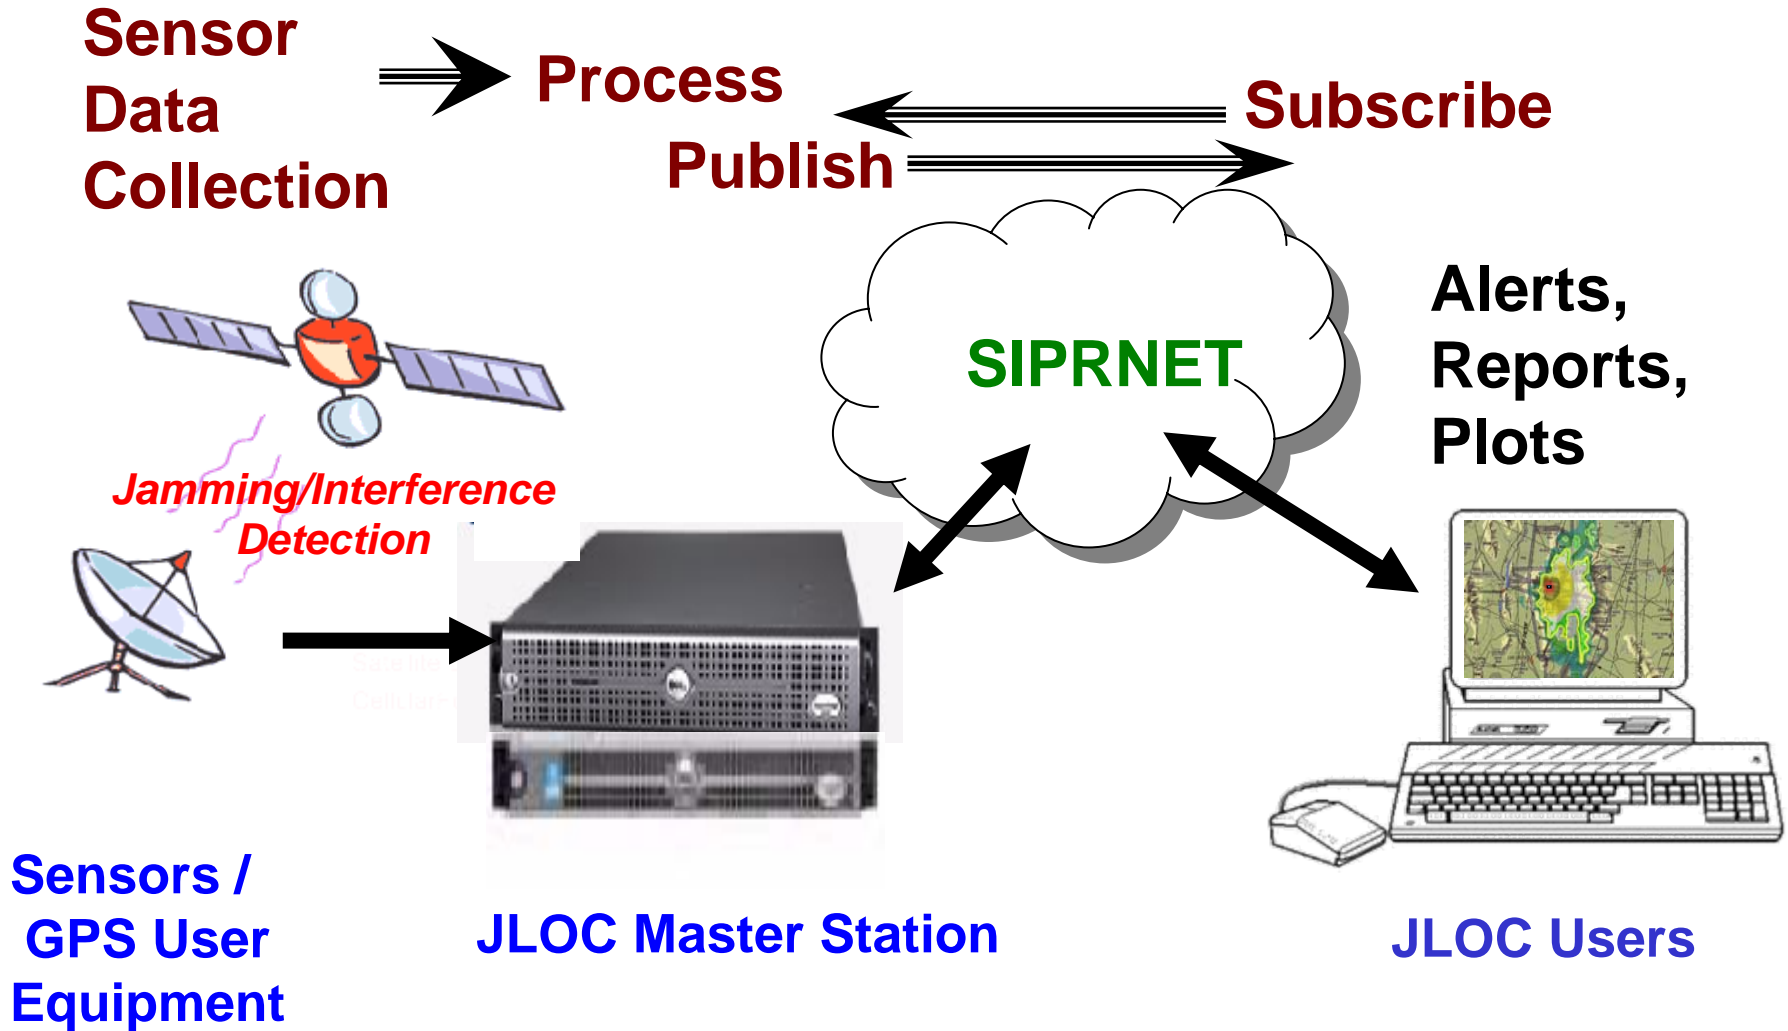 Sensor
Data
Collection
Process
Publish
Subscribe
SIPRNET
Alerts,
Reports,
Plots
Jamming/Interference
Detection
Sensors /
GPS User
Equipment
JLOC Master Station
JLOC Users